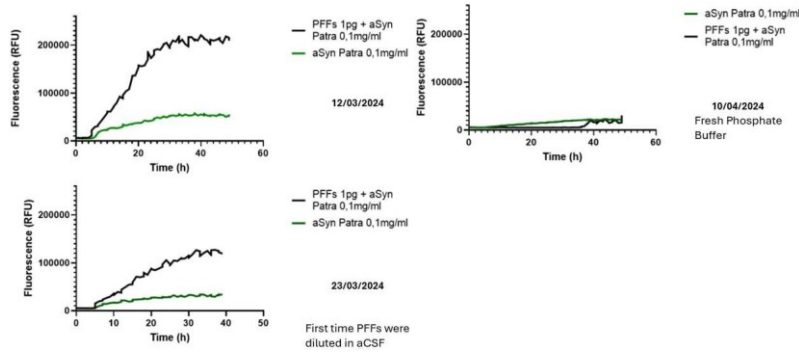 PFFs 1pg + aSyn
Patra 0,1mg/ml
aSyn Patra 0,1mg/ml
Fluorescence (RFU)
200000
100000
0
0
20
40
60
Time (h)
12/03/2024
aSyn Patra 0,1mg/ml
PFFs 1pg + aSyn
Patra 0,1mg/ml
Fluorescence (RFU)
200000
100000
0
0
20
40
60
Time (h)
10/04/2024
Fresh Phosphate
Buffer
PFFs 1pg + aSyn
Patra 0,1mg/ml
aSyn Patra 0,1mg/ml
Fluorescence (RFU)
200000
100000
0
0
10
20
30
40
50
Time (h)
23/03/2024
First time PFFs were
diluted in aCSF